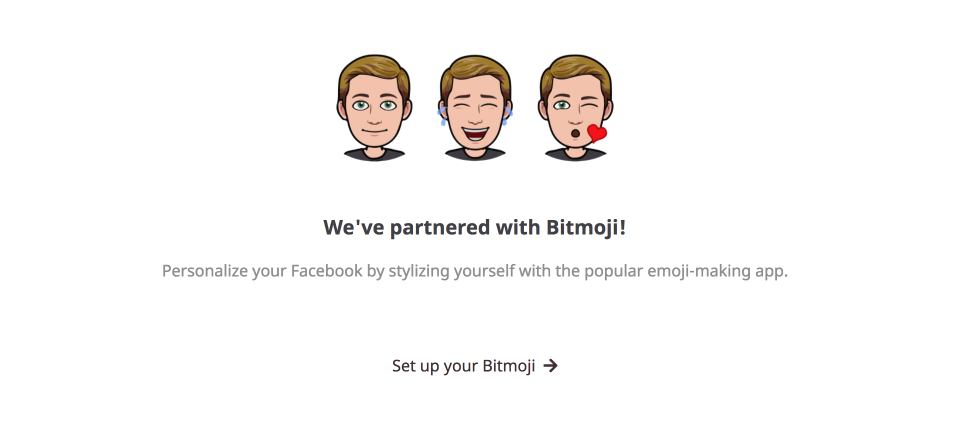 We've partnered with Bitmoji!
Personalize your Facebook by stylizing yourself with the popular emoji-making app.
Set up your Bitmoji →